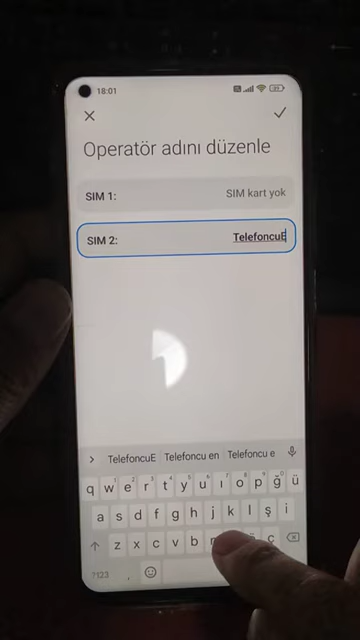 18:01
Operatör adını düzenle
SIM 1: SIM kart yok
SIM 2: TelefoncuE
TelefoncuE Telefoncu en Telefoncu e
q w e r t y u ı o p ğ ü
a s d f g h j k l ş i
z x c v b ç
?123 ,